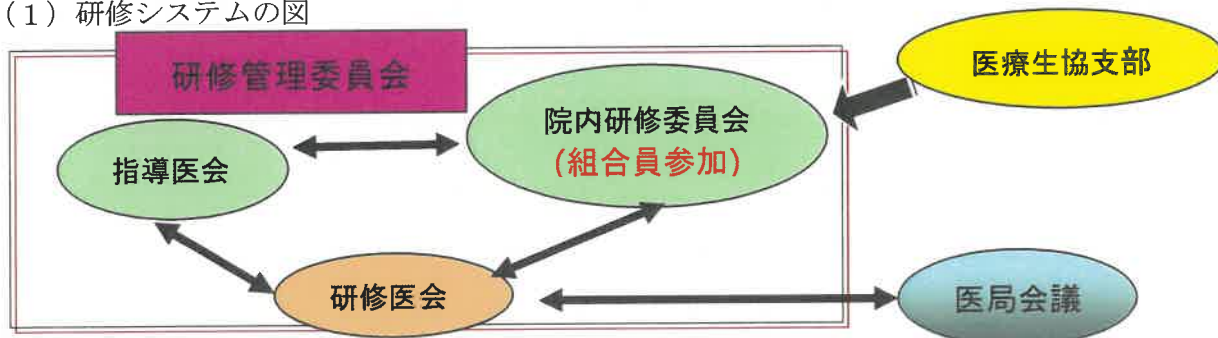 （１）研修システムの図
研修管理委員会
医療生協支部
院内研修委員会
(組合員参加)
指導医会
研修医会
医局会議